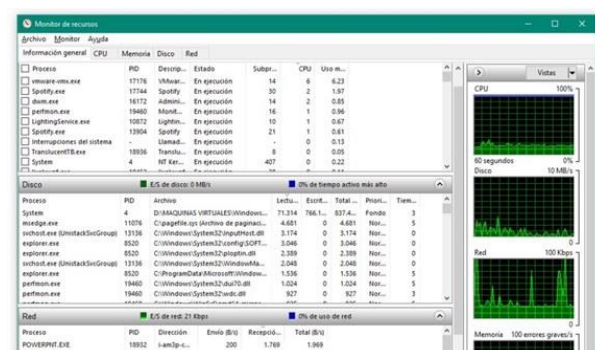 Monitor de recursos
Archivo Monitor Ayuda
Información general CPU Memoria Disco Red
Proceso PID Descrip... Estado Subpr... CPU Uso m...
vmware-vmx.exe 17176 VMwar... En ejecución 14 6 6.23
Spotify.exe 17744 Spotify En ejecución 30 2 1.97
dwm.exe 16172 Admini... En ejecución 14 2 0.85
perfmon.exe 19460 Monit... En ejecución 16 1 0.96
LightingService.exe 10872 Lightin... En ejecución 10 1 0.67
Spotify.exe 13904 Spotify En ejecución 21 1 0.61
Interrupciones del sistema - Llamad... En ejecución - 0 0.13
TranslucentTB.exe 18936 Translu... En ejecución 8 0 0.05
System 4 NT Ker... En ejecución 407 0 0.22
Disco E/S de disco: 0 MB/s 0% de tiempo activo más alto
Proceso PID Archivo Lectu... Escrit... Total ... Priori... Tiem...
System 4 D:\MAQUINAS VIRTUALES\Windows... 71.314 766.1... 837.4... Fondo 3
msedge.exe 11076 C:\pagefile.sys (Archivo de paginaci... 4.681 0 4.681 Nor... 5
svchost.exe (UnistackSvcGroup) 13136 C:\Windows\System32\InputHost.dll 3.174 0 3.174 Nor... 0
explorer.exe 8520 C:\Windows\System32\config\SOFT... 3.046 0 3.046 Nor... 0
explorer.exe 8520 C:\Windows\System32\ploptin.dll 2.389 0 2.389 Nor... 0
svchost.exe (UnistackSvcGroup) 13136 C:\Windows\System32\WindowMa... 2.048 0 2.048 Nor... 0
explorer.exe 8520 C:\ProgramData\Microsoft\Window... 1.536 0 1.536 Nor... 5
perfmon.exe 19460 C:\Windows\System32\dui70.dll 1.024 0 1.024 Nor... 5
perfmon.exe 19460 C:\Windows\System32\wdc.dll 927 0 927 Nor... 3
Red E/S de red: 21 Kbps 0% de uso de red
Proceso PID Dirección Envío (B/s) Recepció... Total (B/s)
POWERPNT.EXE 18932 i-am3p-c... 200 1.769 1.969
Vistas
CPU 100%
60 segundos 0%
Disco 10 MB/s
0
Red 100 Kbps
0
Memoria 100 errores graves/s